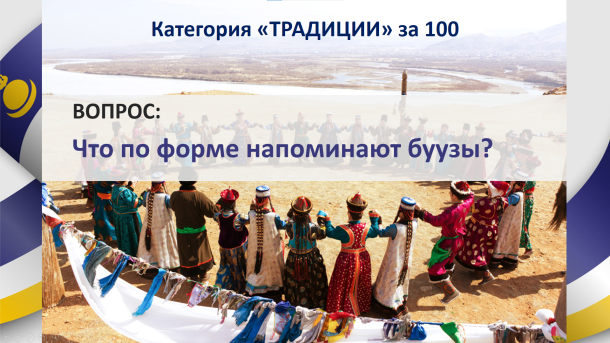 Категория «ТРАДИЦИИ» за 100
ВОПРОС:
Что по форме напоминают буузы?